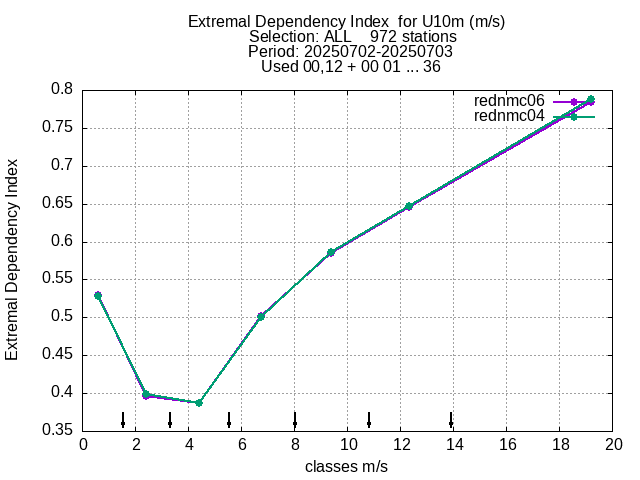 Extremal Dependency Index  for U10m (m/s)
Selection: ALL    972 stations
Period: 20250702-20250703
Used 00,12 + 00 01 ... 36
rednmc06
rednmc04
Extremal Dependency Index
0.8
0.75
0.7
0.65
0.6
0.55
0.5
0.45
0.4
0.35
0 2 4 6 8 10 12 14 16 18 20
classes m/s